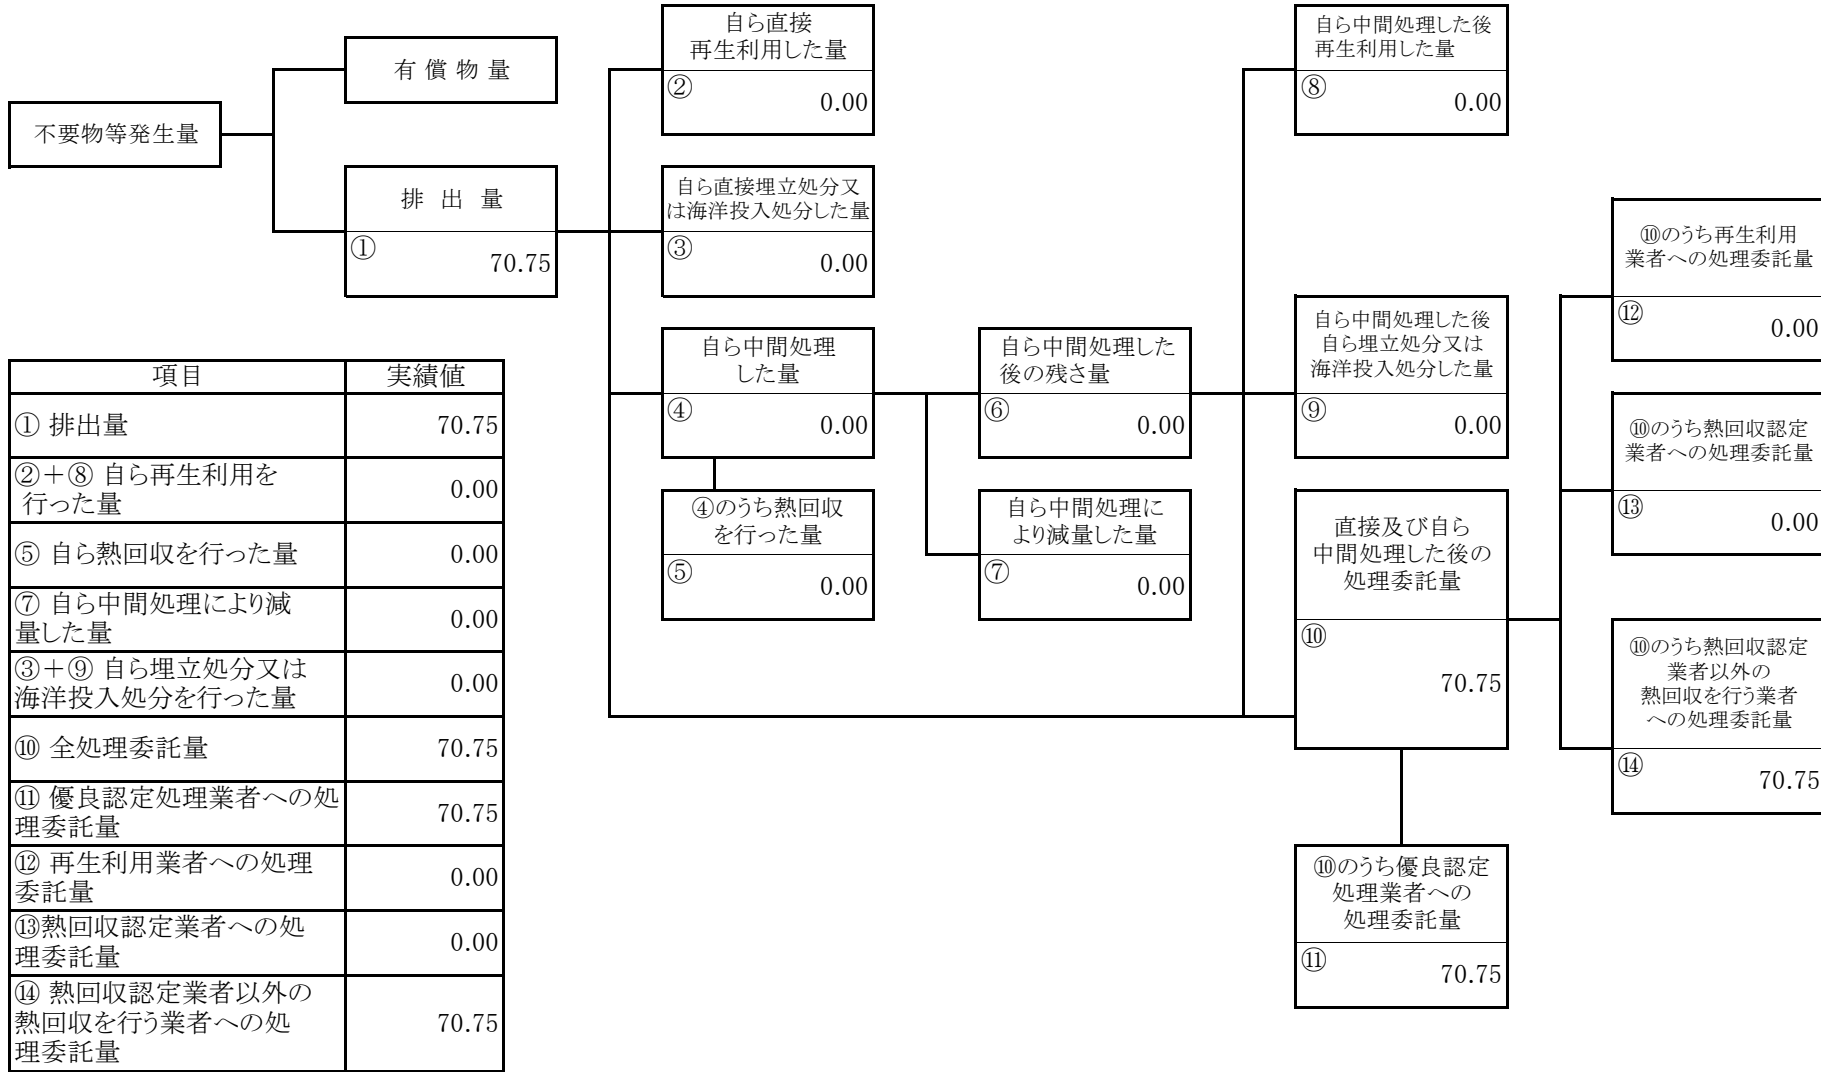 不要物等発生量
有 償 物 量
排 出 量
①
70.75
自ら直接
再生利用した量
②
0.00
自ら直接埋立処分又
は海洋投入処分した量
③
0.00
自ら中間処理
した量
④
0.00
④のうち熱回収
を行った量
⑤
0.00
自ら中間処理した
後の残さ量
⑥
0.00
自ら中間処理に
より減量した量
⑦
0.00
自ら中間処理した後
再生利用した量
⑧
0.00
自ら中間処理した後
自ら埋立処分又は
海洋投入処分した量
⑨
0.00
直接及び自ら
中間処理した後の
処理委託量
⑩
70.75
⑩のうち優良認定
処理業者への
処理委託量
⑪
70.75
⑩のうち再生利用
業者への処理委託量
⑫
0.00
⑩のうち熱回収認定
業者への処理委託量
⑬
0.00
⑩のうち熱回収認定
業者以外の
熱回収を行う業者
への処理委託量
⑭
70.75
項目 実績値
① 排出量 70.75
②+⑧ 自ら再生利用を
行った量
0.00
⑤ 自ら熱回収を行った量 0.00
⑦ 自ら中間処理により減
量した量
0.00
③+⑨ 自ら埋立処分又は
海洋投入処分を行った量
0.00
⑩ 全処理委託量 70.75
⑪ 優良認定処理業者への処
理委託量
70.75
⑫ 再生利用業者への処理
委託量
0.00
⑬熱回収認定業者への処
理委託量
0.00
⑭ 熱回収認定業者以外の
熱回収を行う業者への処
理委託量
70.75